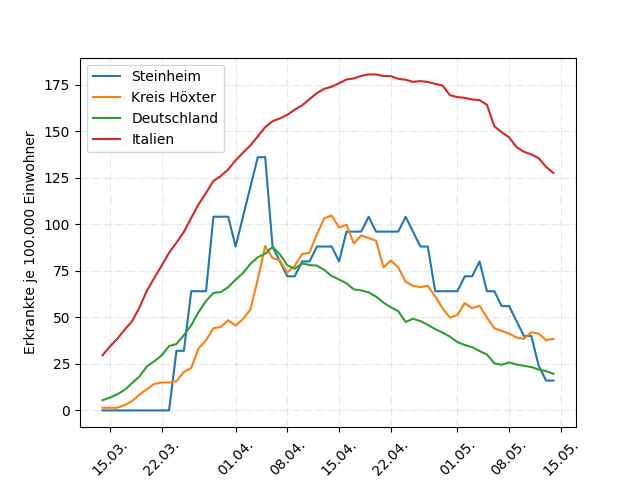 Steinheim
Kreis Höxter
Deutschland
Italien
Erkrankte je 100.000 Einwohner
175
150
125
100
75
50
25
0
15.03. 22.03. 01.04. 08.04. 15.04. 22.04. 01.05. 08.05. 15.05.